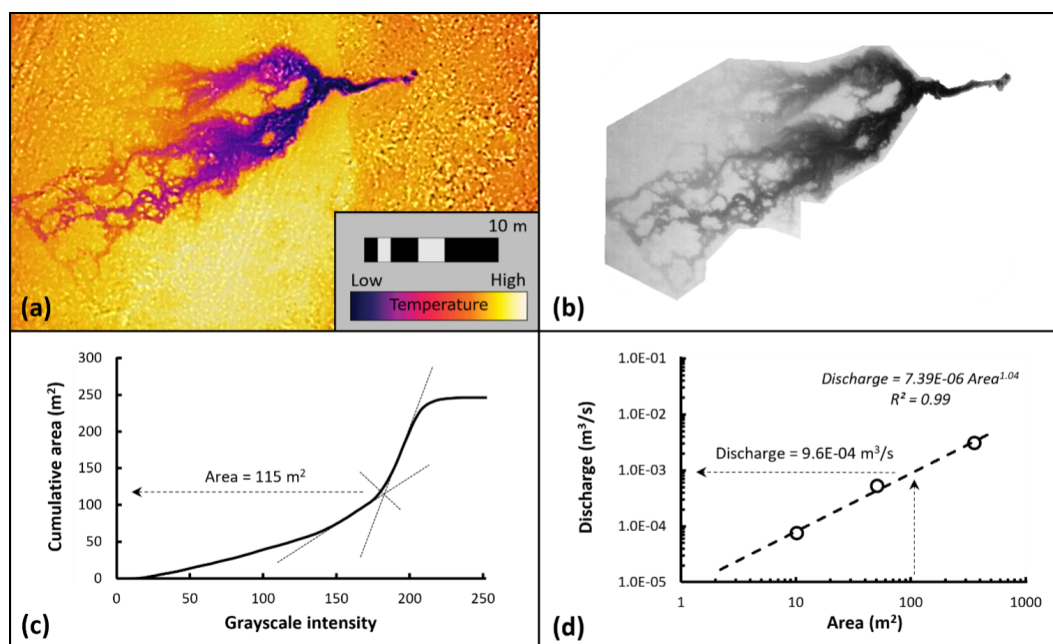 10 m
Low High
Temperature
(a)
(b)
300
250
200
150
100
50
0
Cumulative area (m²)
Area = 115 m²
0 50 100 150 200 250
Grayscale intensity
(c)
1.0E-01
1.0E-02
1.0E-03
1.0E-04
1.0E-05
Discharge (m³/s)
Discharge = 7.39E-06 Area^1.04
R² = 0.99
Discharge = 9.6E-04 m³/s
1 10 100 1000
Area (m²)
(d)